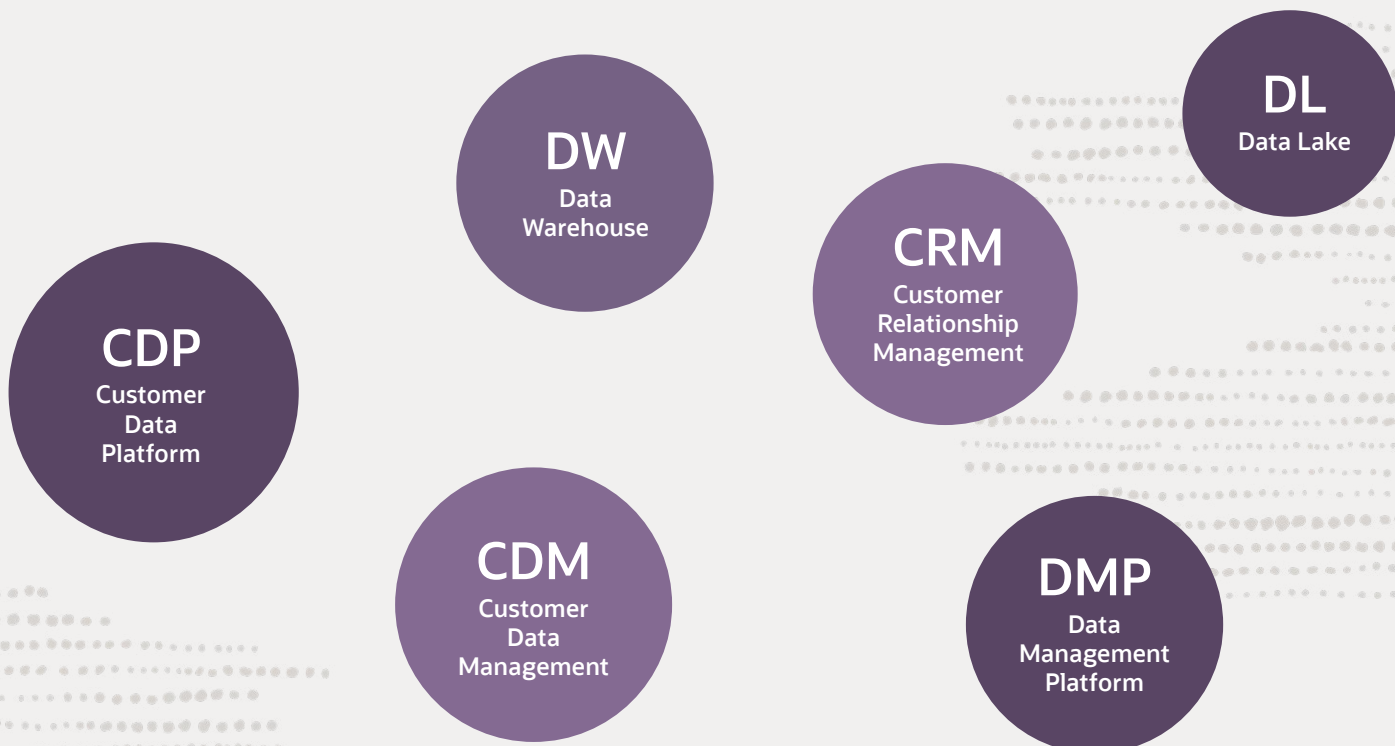 DL
Data Lake
DW
Data
Warehouse
CRM
Customer
Relationship
Management
CDP
Customer
Data
Platform
CDM
Customer
Data
Management
DMP
Data
Management
Platform